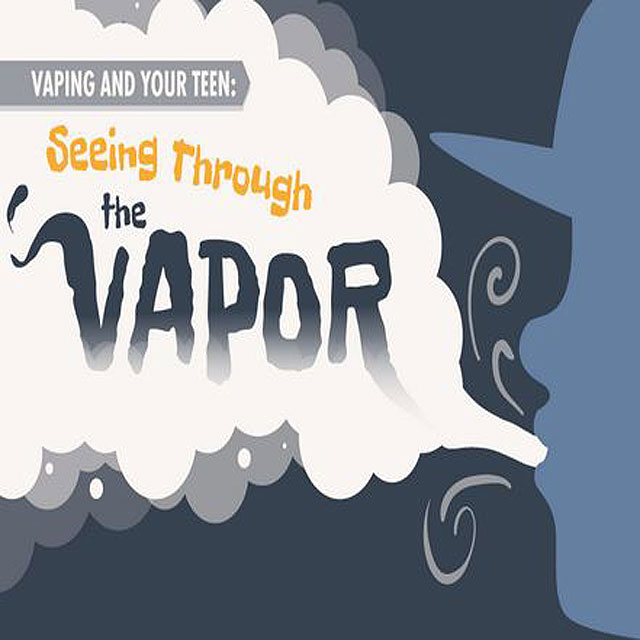 VAPING AND YOUR TEEN:
Seeing Through
the
VAPOR